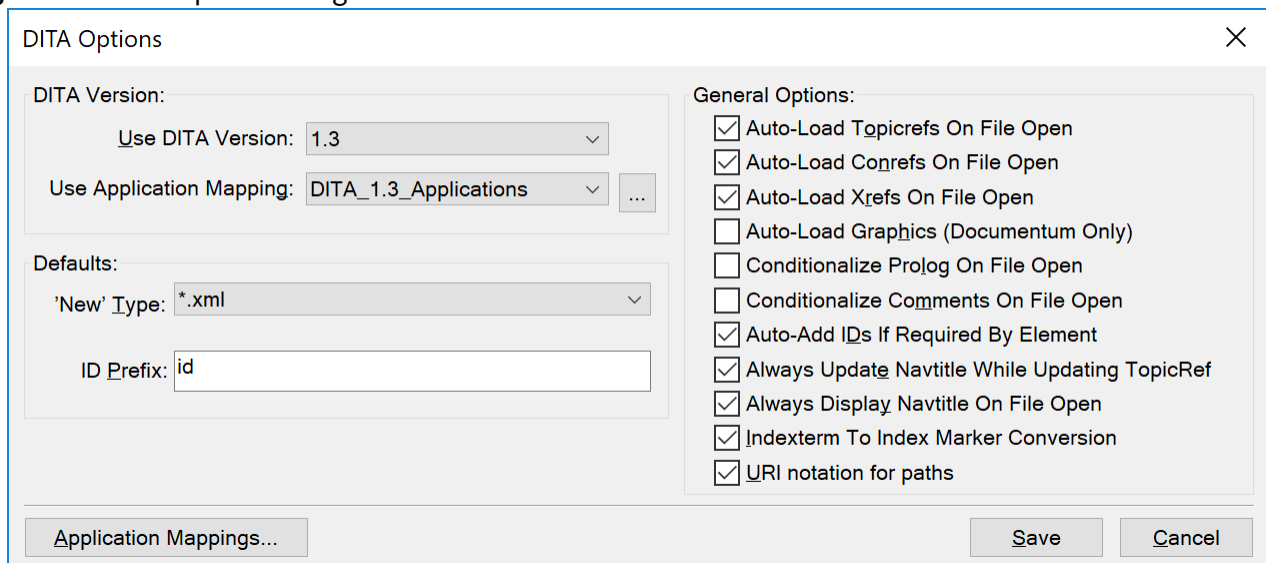 DITA Options
DITA Version:
Use DITA Version: 1.3
Use Application Mapping: DITA_1.3_Applications ...
Defaults:
'New' Type: *.xml
ID Prefix: id
General Options:
Auto-Load Topicrefs On File Open
Auto-Load Conrefs On File Open
Auto-Load Xrefs On File Open
Auto-Load Graphics (Documentum Only)
Conditionalize Prolog On File Open
Conditionalize Comments On File Open
Auto-Add IDs If Required By Element
Always Update Navtitle While Updating TopicRef
Always Display Navtitle On File Open
Indexterm To Index Marker Conversion
URI notation for paths
Application Mappings...
Save
Cancel